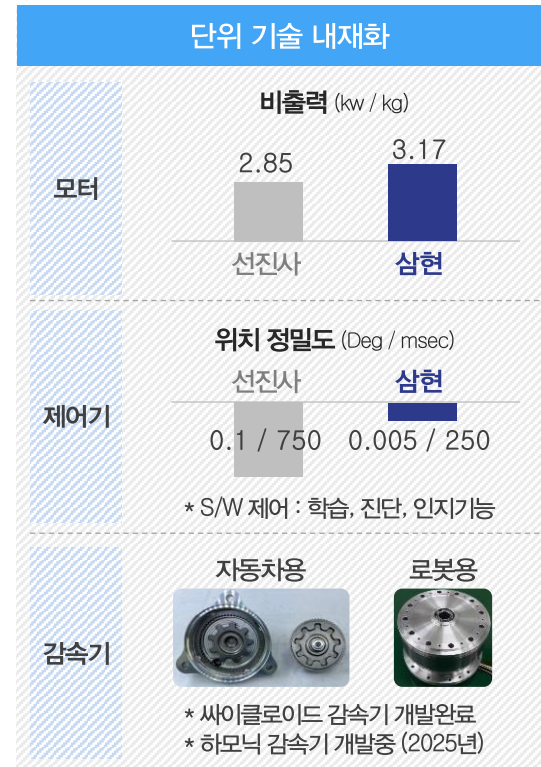 단위 기술 내재화
비출력 (kw / kg)
2.85
3.17
모터
선진사
삼현
위치 정밀도 (Deg / msec)
선진사
삼현
제어기
0.1 / 750
0.005 / 250
* S/W 제어 : 학습, 진단, 인지기능
자동차용
로봇용
감속기
* 싸이클로이드 감속기 개발완료
* 하모닉 감속기 개발중 (2025년)